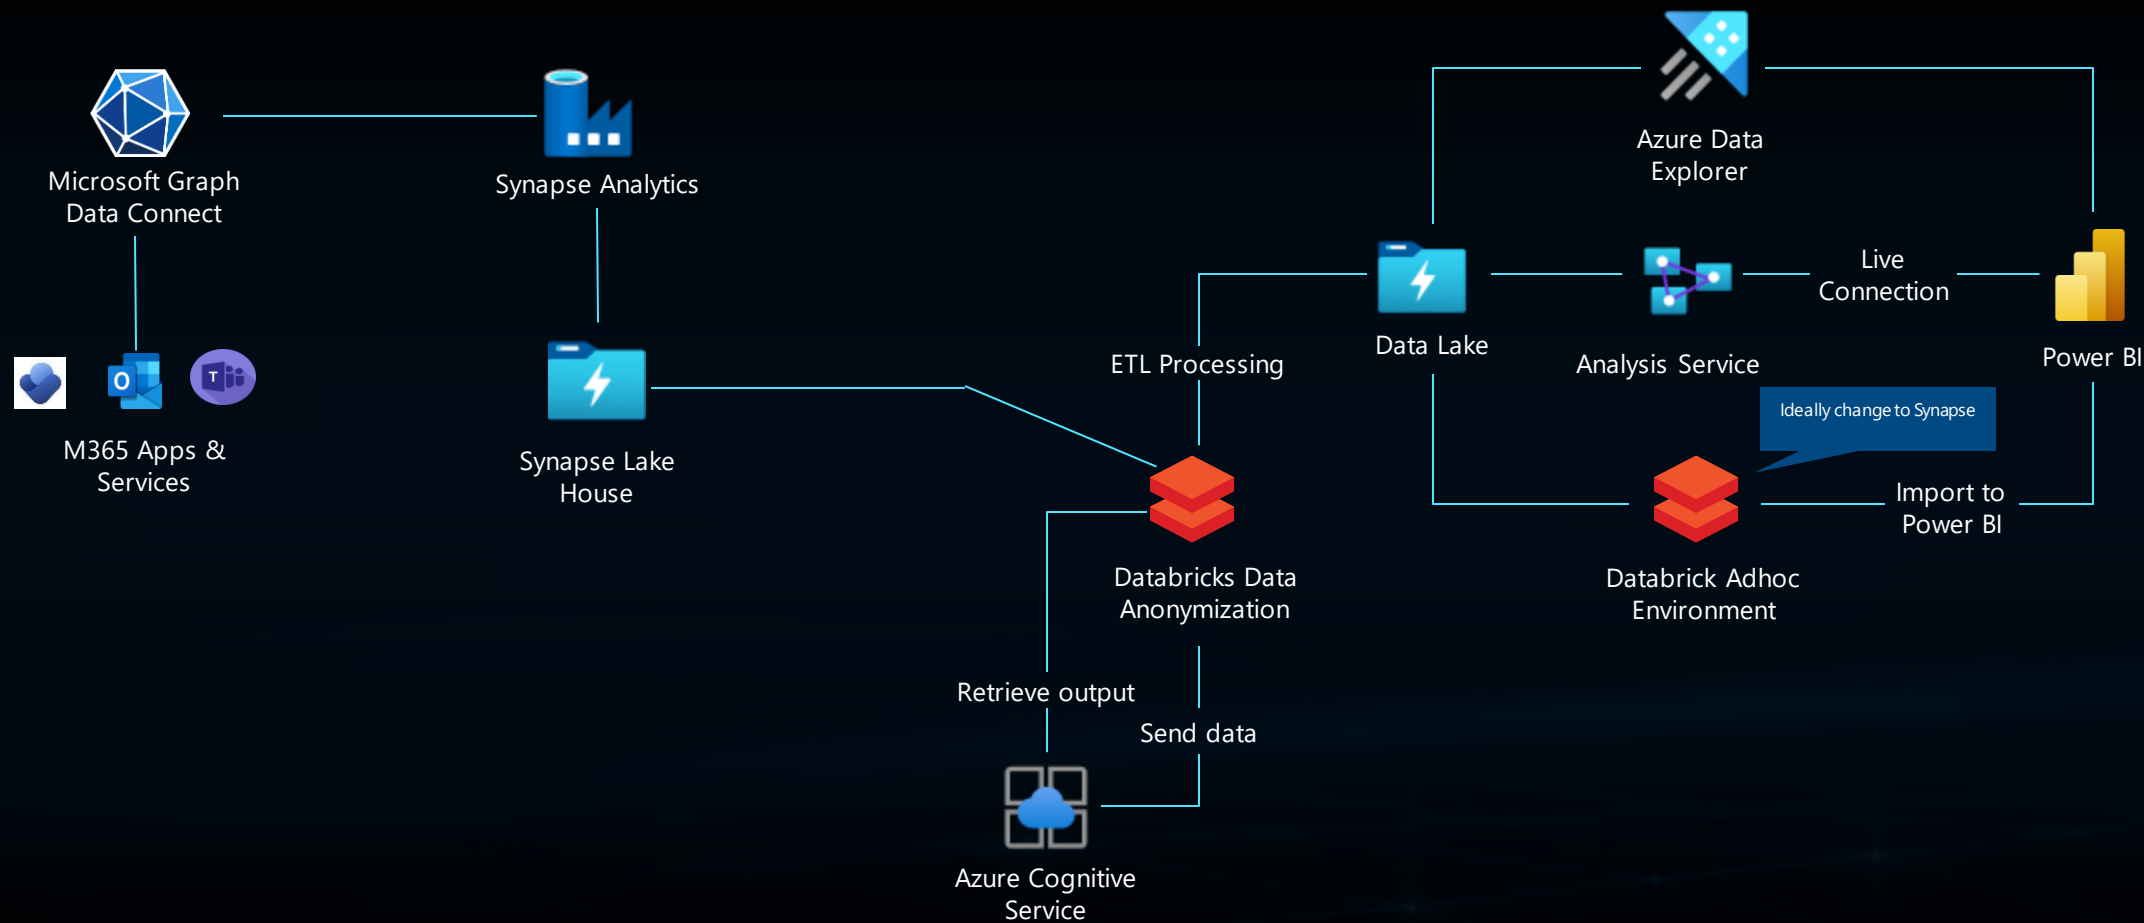 Microsoft Graph
Data Connect
Synapse Analytics
M365 Apps &
Services
Synapse Lake
House
ETL Processing
Databricks Data
Anonymization
Retrieve output
Send data
Azure Cognitive
Service
Azure Data
Explorer
Data Lake
Analysis Service
Live
Connection
Power BI
Ideally change to Synapse
Databrick Adhoc
Environment
Import to
Power BI
O
T